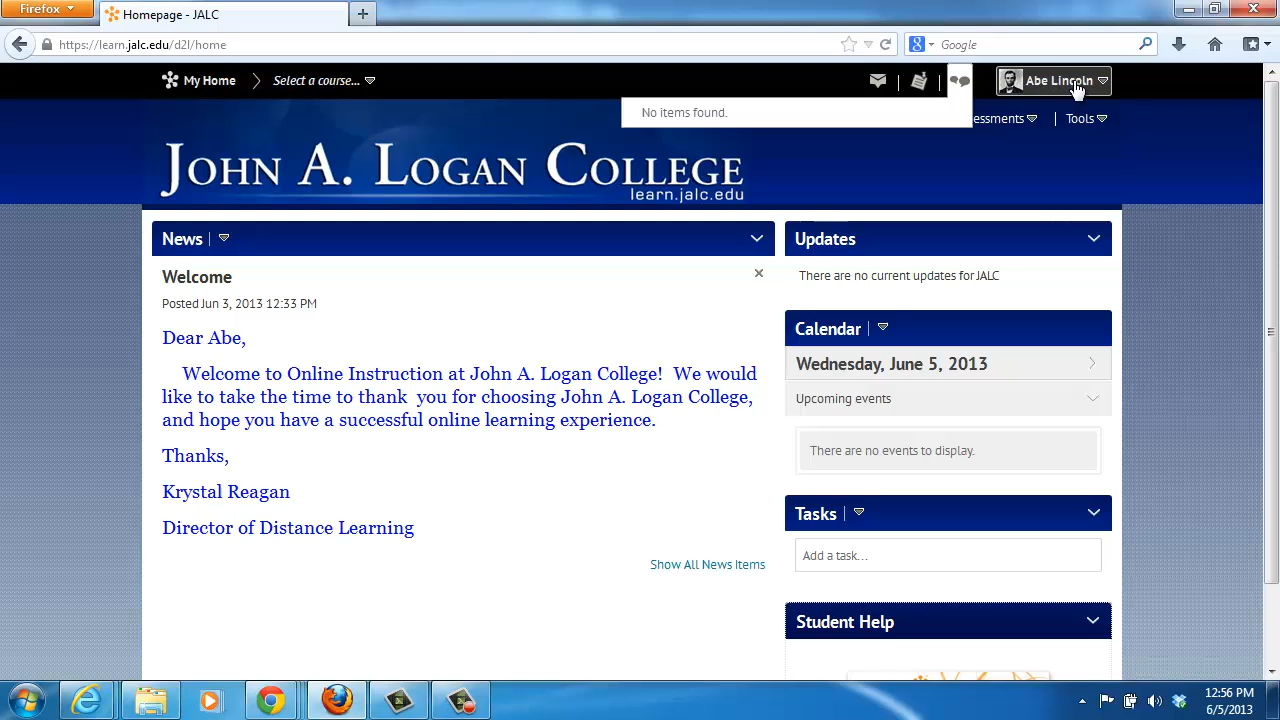 Firefox
Homepage - JALC
https://learn.jalc.edu/d2l/home
Google
My Home
Select a course...
Abe Lincoln
No items found.
essments
Tools
JOHN A. LOGAN COLLEGE
learn.jalc.edu
News
Welcome
Posted Jun 3, 2013 12:33 PM
Dear Abe,
Welcome to Online Instruction at John A. Logan College! We would
like to take the time to thank you for choosing John A. Logan College,
and hope you have a successful online learning experience.
Thanks,
Krystal Reagan
Director of Distance Learning
Show All News Items
Updates
There are no current updates for JALC
Calendar
Wednesday, June 5, 2013
Upcoming events
There are no events to display.
Tasks
Add a task...
Student Help
12:56 PM
6/5/2013